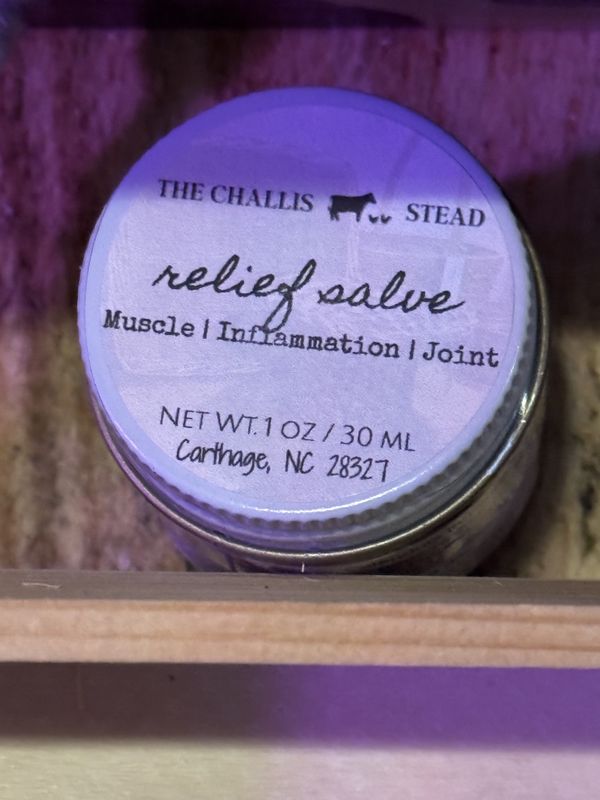 THE CHALLIS STEAD
relief salve
Muscle | Inflammation | Joint
NET WT.1 OZ / 30 ML
Carthage, NC 28327